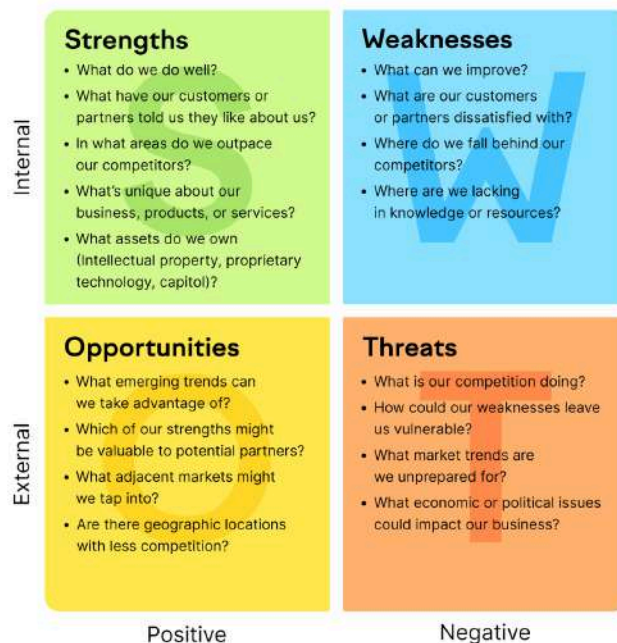 Internal
Strengths
• What do we do well?
• What have our customers or
partners told us they like about us?
• In what areas do we outpace
our competitors?
• What's unique about our
business, products, or services?
• What assets do we own
(Intellectual property, proprietary
technology, capitol)?
S
Weaknesses
• What can we improve?
• What are our customers
or partners dissatisfied with?
• Where do we fall behind our
competitors?
• Where are we lacking
in knowledge or resources?
W
External
Opportunities
• What emerging trends can
we take advantage of?
• Which of our strengths might
be valuable to potential partners?
• What adjacent markets might
we tap into?
• Are there geographic locations
with less competition?
O
Threats
• What is our competition doing?
• How could our weaknesses leave
us vulnerable?
• What market trends are
we unprepared for?
• What economic or political issues
could impact our business?
T
Positive
Negative